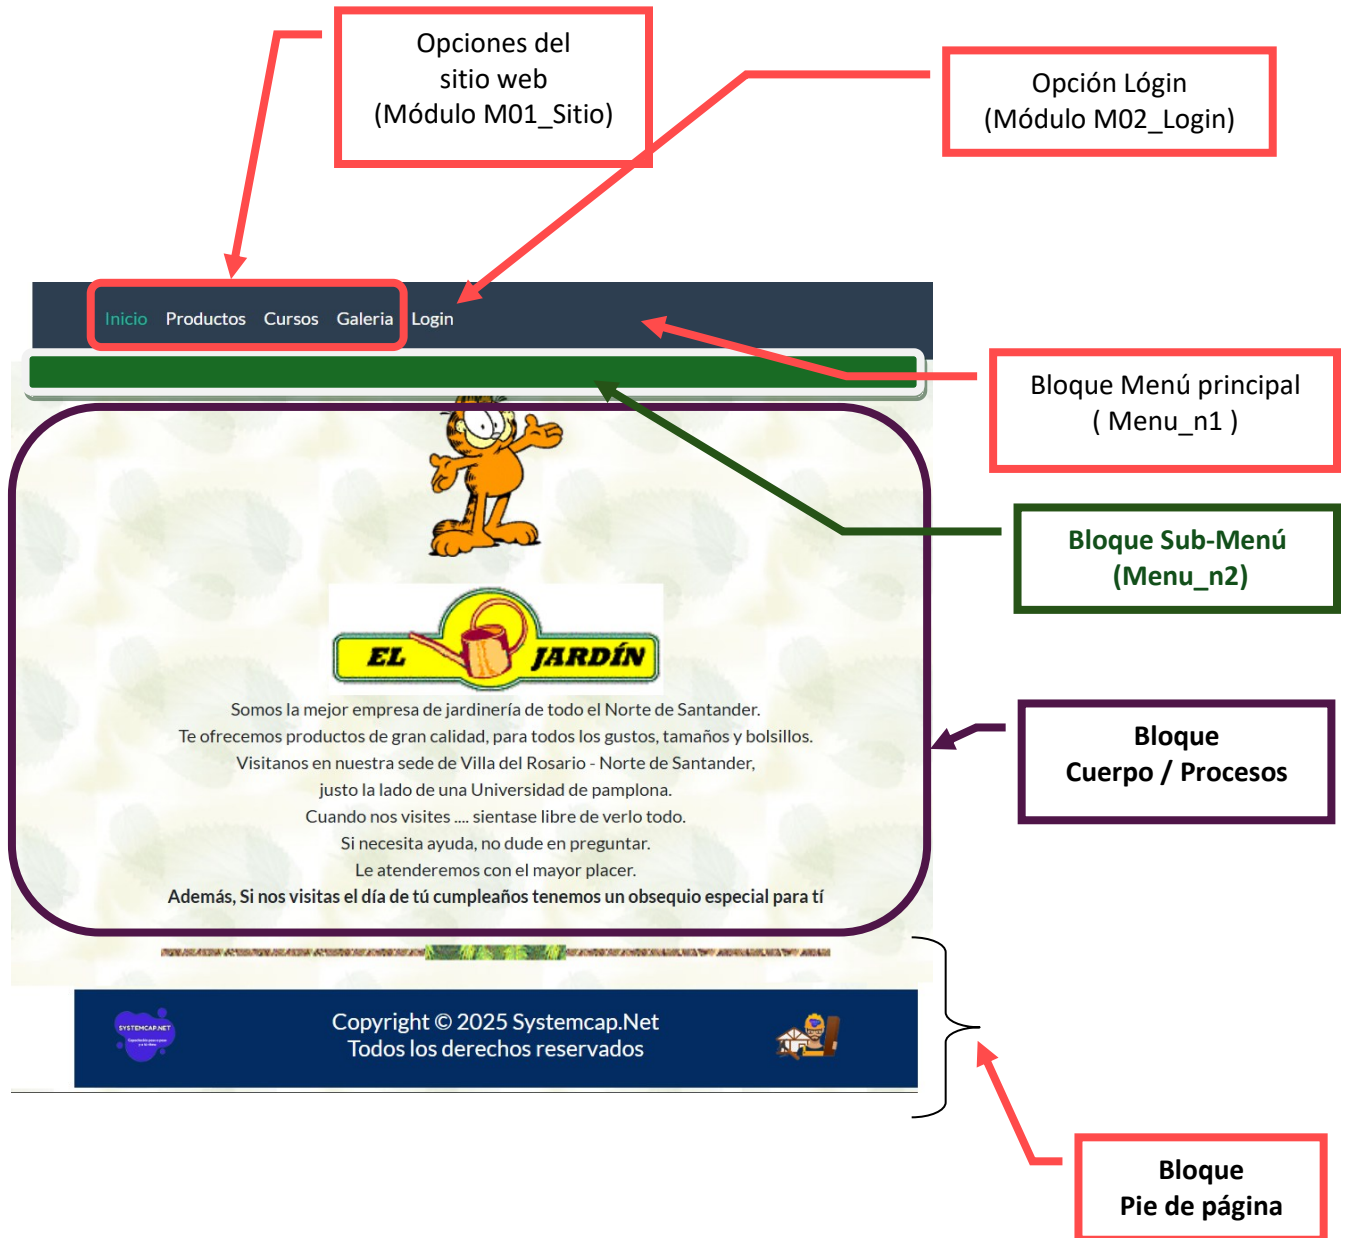 Opciones del
sitio web
(Módulo M01_Sitio)
Opción Lógin
(Módulo M02_Login)
Inicio Productos Cursos Galeria Login
Bloque Menú principal
( Menu_n1 )
Bloque Sub-Menú
(Menu_n2)
EL JARDÍN
Somos la mejor empresa de jardinería de todo el Norte de Santander.
Te ofrecemos productos de gran calidad, para todos los gustos, tamaños y bolsillos.
Visitanos en nuestra sede de Villa del Rosario - Norte de Santander,
justo la lado de una Universidad de pamplona.
Cuando nos visites .... sientase libre de verlo todo.
Si necesita ayuda, no dude en preguntar.
Le atenderemos con el mayor placer.
Además, Si nos visitas el día de tú cumpleaños tenemos un obsequio especial para tí
Bloque
Cuerpo / Procesos
SYSTEMCAP.NET
Copyright © 2025 Systemcap.Net
Todos los derechos reservados
Bloque
Pie de página